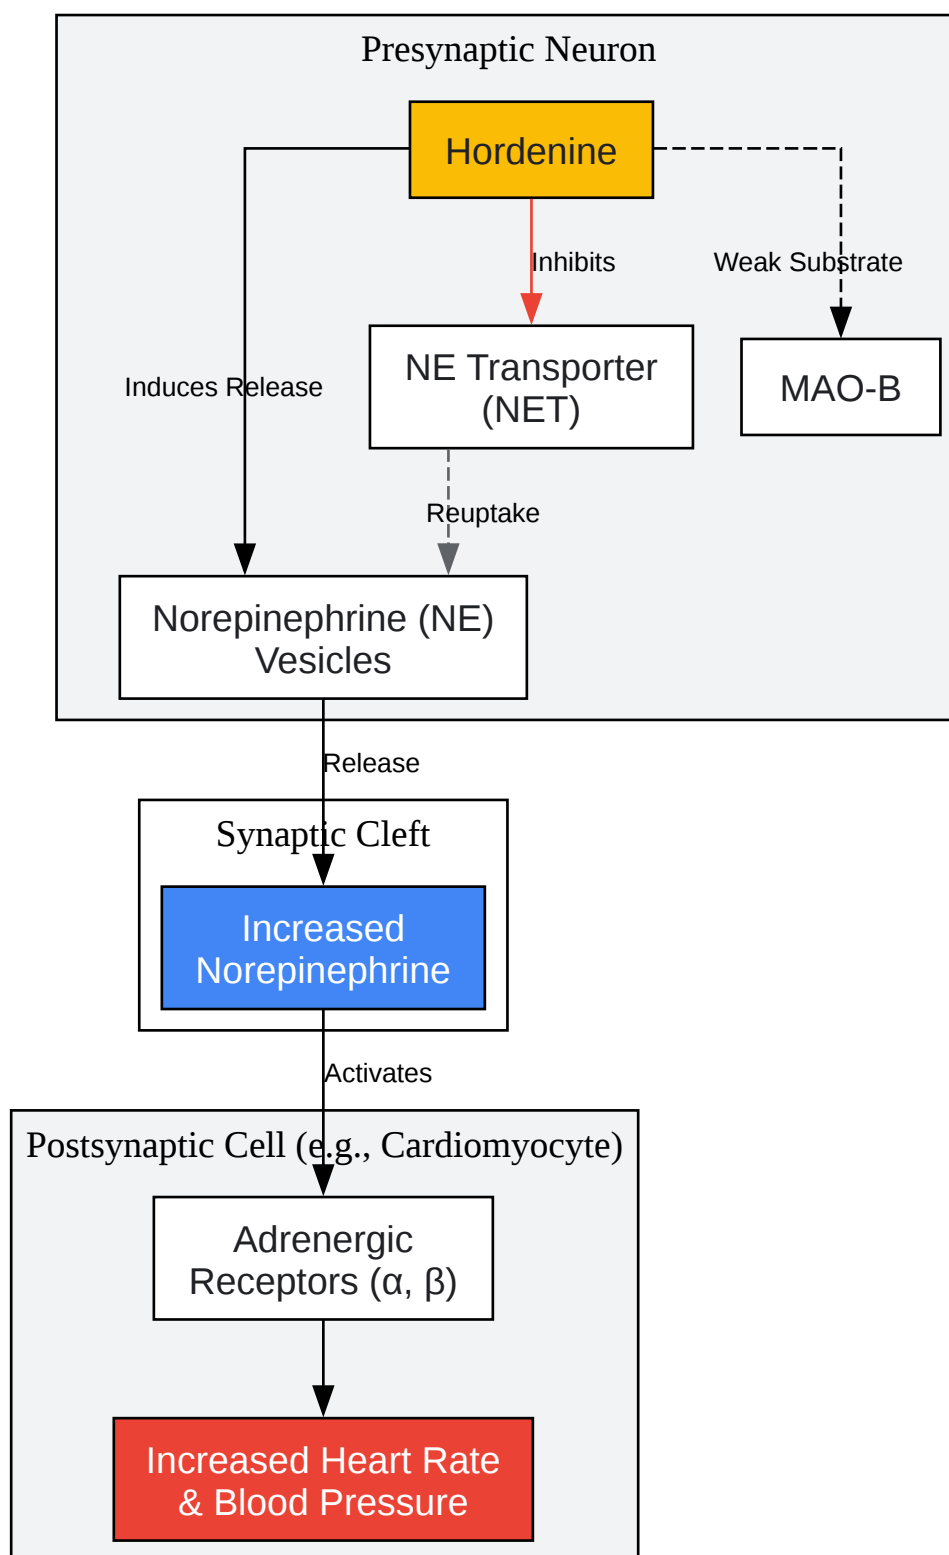 Presynaptic Neuron
Hordenine
Inhibits
Weak Substrate
NE Transporter
(NET)
MAO-B
Induces Release
Reuptake
Norepinephrine (NE)
Vesicles
Release
Synaptic Cleft
Increased
Norepinephrine
Activates
Postsynaptic Cell (e.g., Cardiomyocyte)
Adrenergic
Receptors (α, β)
Increased Heart Rate
& Blood Pressure